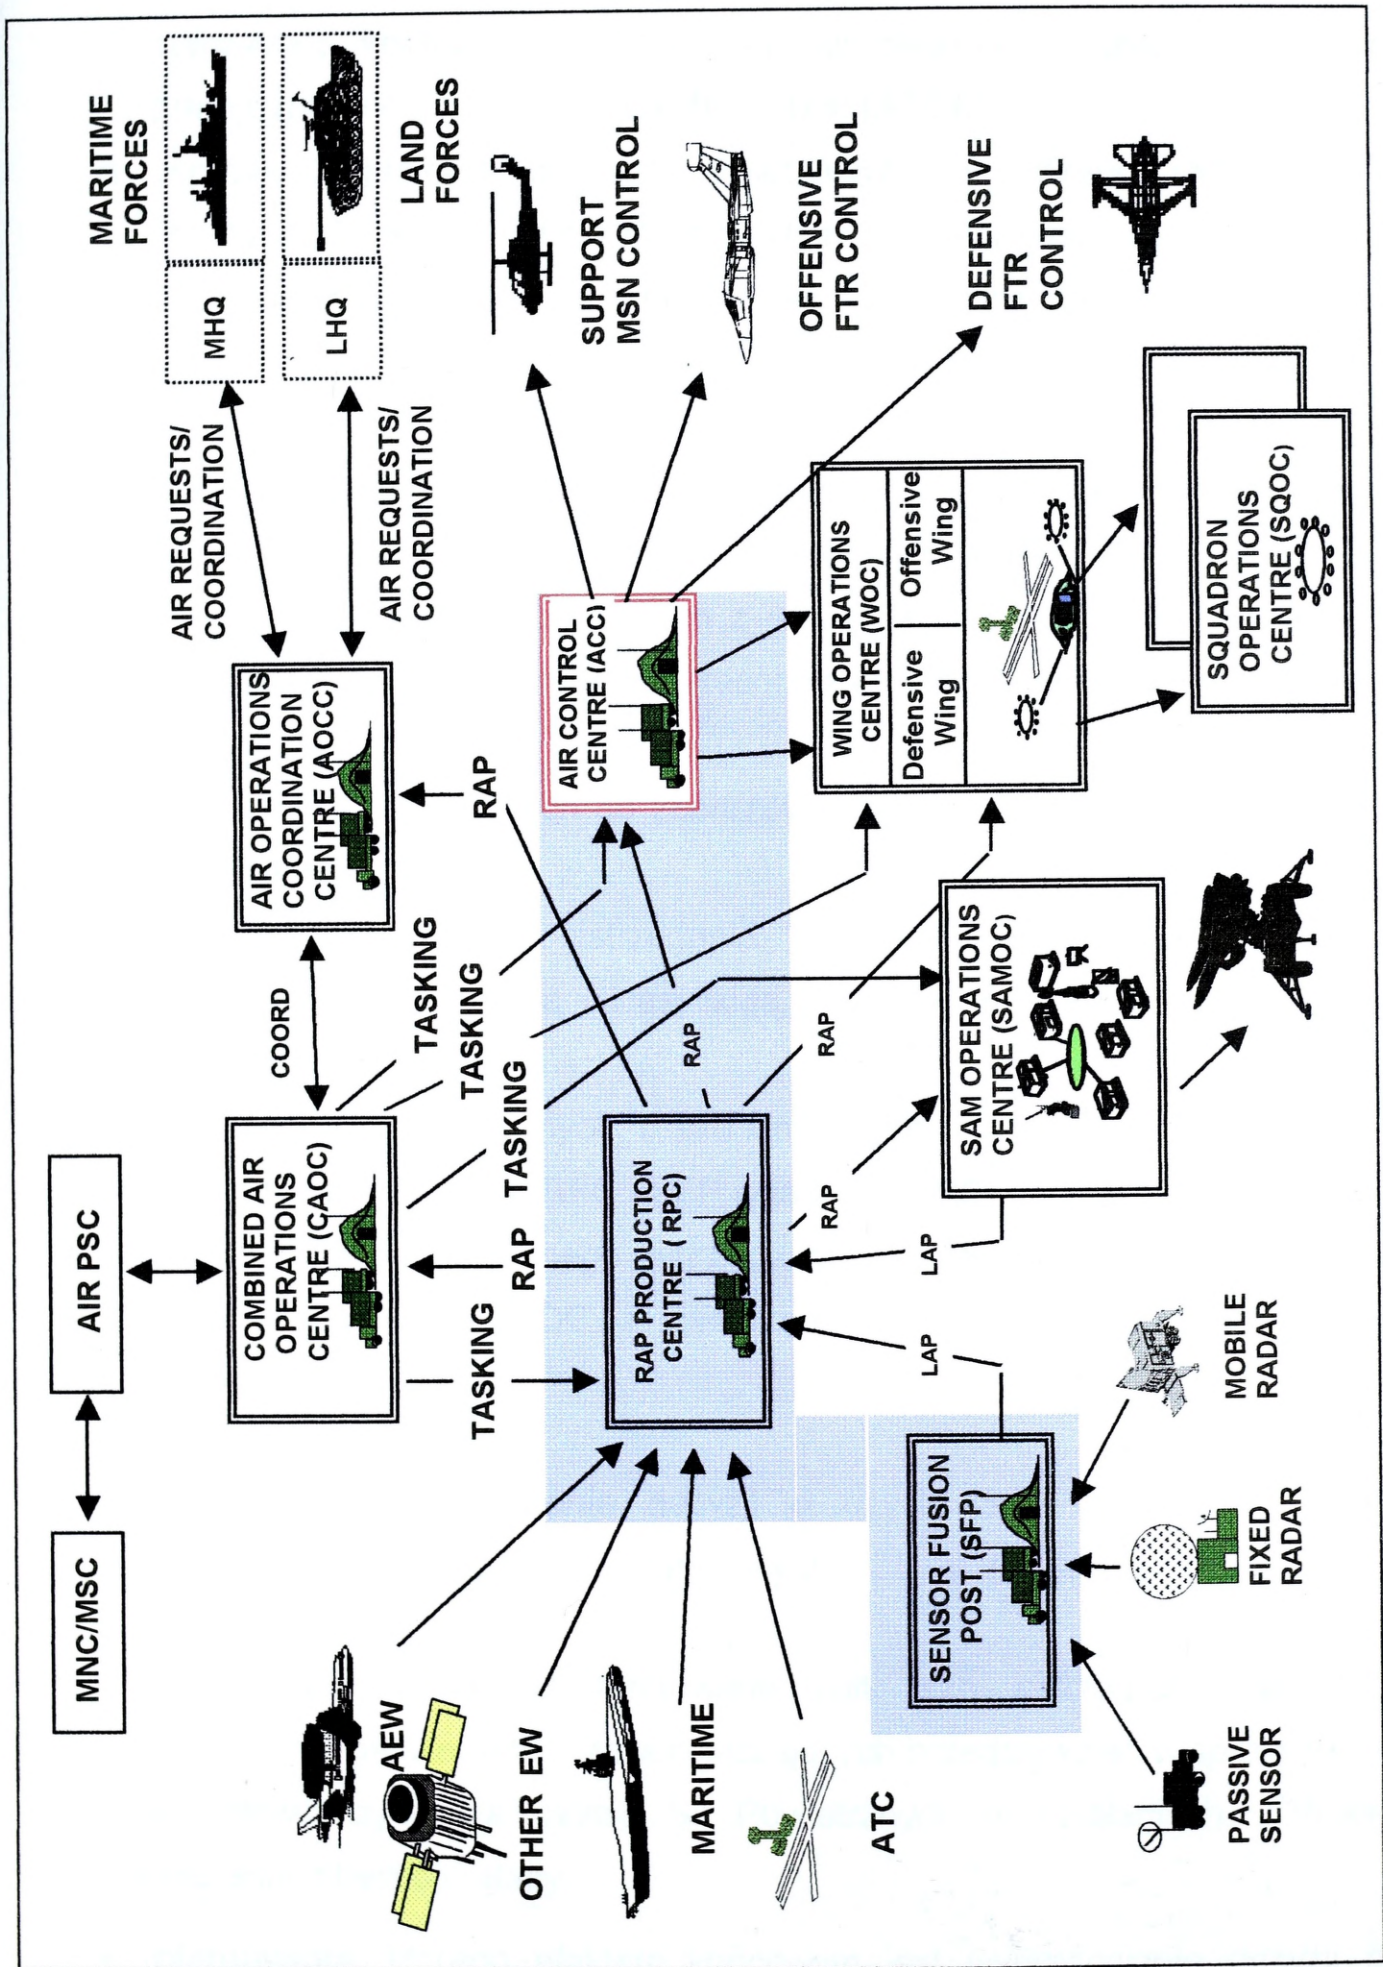 MNC/MSC
AIR PSC
COMBINED AIR
OPERATIONS
CENTRE (CAOC)
COORD
AIR OPERATIONS
COORDINATION
CENTRE (AOCC)
AIR REQUESTS/
COORDINATION
AIR REQUESTS/
COORDINATION
MHQ
LHQ
MARITIME
FORCES
LAND
FORCES
TASKING
RAP
TASKING
TASKING
TASKING
RAP
AEW
OTHER EW
MARITIME
ATC
RAP PRODUCTION
CENTRE ( RPC)
RAP
RAP
RAP
AIR CONTROL
CENTRE (ACC)
SUPPORT
MSN CONTROL
OFFENSIVE
FTR CONTROL
DEFENSIVE
FTR
CONTROL
WING OPERATIONS
CENTRE (WOC)
Defensive
Wing
Offensive
Wing
LAP
LAP
SENSOR FUSION
POST (SFP)
SAM OPERATIONS
CENTRE (SAMOC)
SQUADRON
OPERATIONS
CENTRE (SQOC)
PASSIVE
SENSOR
FIXED
RADAR
MOBILE
RADAR